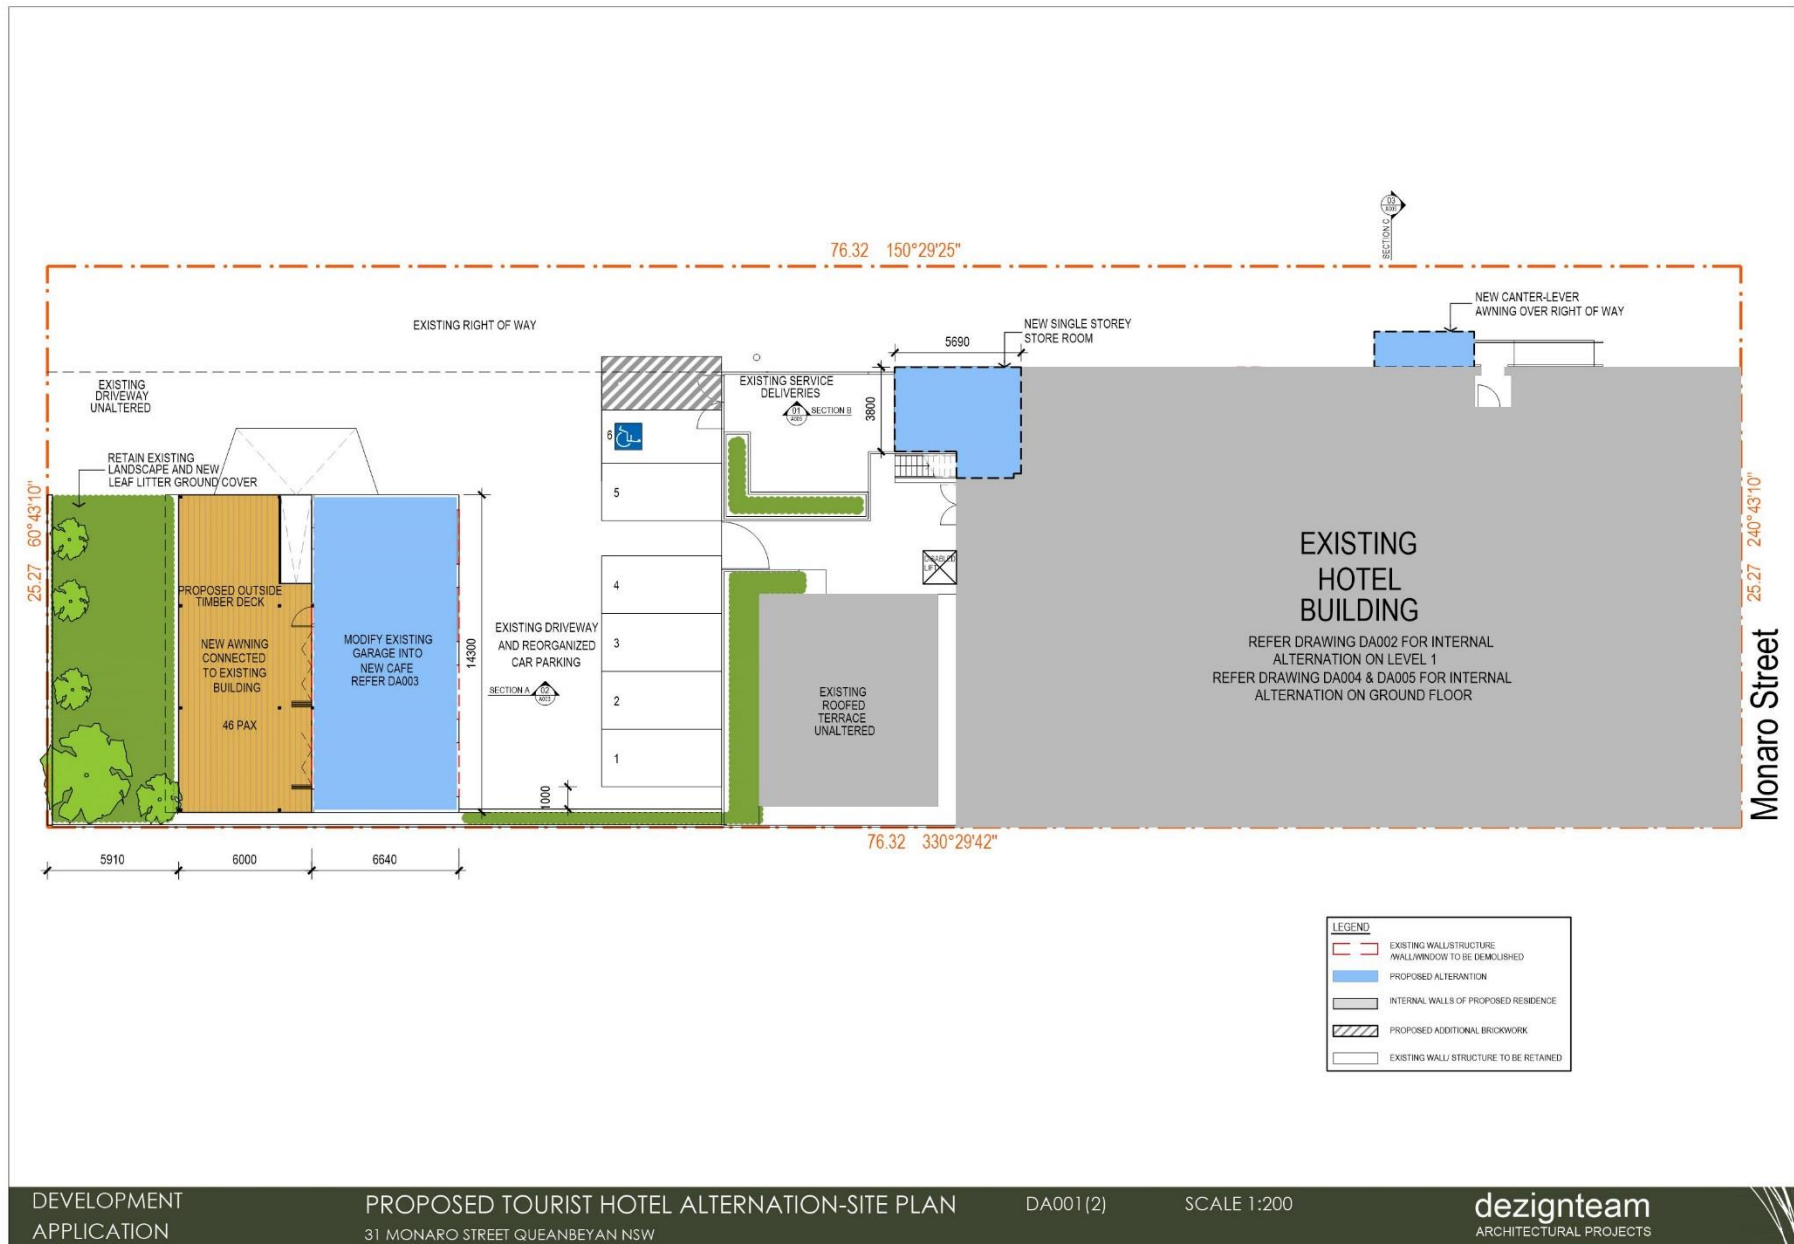 03
A005
SECTION C
76.32 150°29'25"
NEW CANTER-LEVER
AWNING OVER RIGHT OF WAY
EXISTING RIGHT OF WAY
NEW SINGLE STOREY
STORE ROOM
5690
EXISTING
DRIVEWAY
UNALTERED
EXISTING SERVICE
DELIVERIES
01
SECTION B
3800
6
RETAIN EXISTING
LANDSCAPE AND NEW
LEAF LITTER GROUND COVER
5
25.27 60°43'10"
25.27 240°43'10"
EXISTING
HOTEL
BUILDING
REFER DRAWING DA002 FOR INTERNAL
ALTERNATION ON LEVEL 1
REFER DRAWING DA004 & DA005 FOR INTERNAL
ALTERNATION ON GROUND FLOOR
DISABLED
LIFT
4
PROPOSED OUTSIDE
TIMBER DECK
NEW AWNING
CONNECTED
TO EXISTING
BUILDING
46 PAX
MODIFY EXISTING
GARAGE INTO
NEW CAFE
REFER DA003
14300
EXISTING DRIVEWAY
AND REORGANIZED
CAR PARKING
3
SECTION A
02
A003
2
EXISTING
ROOFED
TERRACE
UNALTERED
1
1000
Monaro Street
76.32 330°29'42"
5910
6000
6640
LEGEND
EXISTING WALL/STRUCTURE
/WALL/WINDOW TO BE DEMOLISHED
PROPOSED ALTERANTION
INTERNAL WALLS OF PROPOSED RESIDENCE
PROPOSED ADDITIONAL BRICKWORK
EXISTING WALL/ STRUCTURE TO BE RETAINED
DEVELOPMENT
APPLICATION
PROPOSED TOURIST HOTEL ALTERNATION-SITE PLAN
31 MONARO STREET QUEANBEYAN NSW
DA001(2)
SCALE 1:200
dezignteam
ARCHITECTURAL PROJECTS